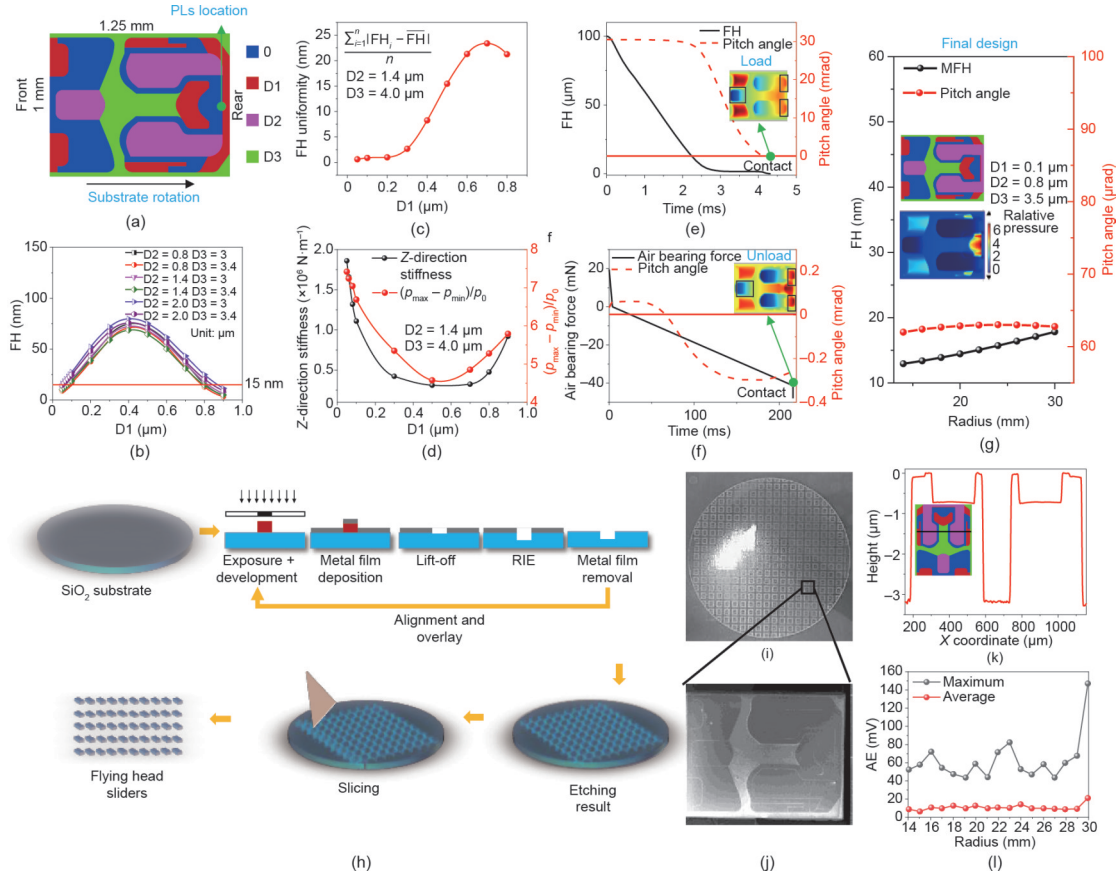 PLs location
1.25 mm
Front
1 mm
Rear
0
D1
D2
D3
Substrate rotation
(a)
FH uniformity (nm)
25
20
15
10
5
0
∑ⁿᵢ₌₁|FHᵢ − F̅H̅|
n
D2 = 1.4 μm
D3 = 4.0 μm
0
0.2
0.4
0.6
0.8
D1 (μm)
(c)
FH (μm)
100
50
0
FH
Pitch angle
Load
Contact
30
20
10
0
Pitch angle (mrad)
0 1 2 3 4 5
Time (ms)
(e)
FH (nm)
150
100
50
0
D2 = 0.8 D3 = 3
D2 = 0.8 D3 = 3.4
D2 = 1.4 D3 = 3
D2 = 1.4 D3 = 3.4
D2 = 2.0 D3 = 3
D2 = 2.0 D3 = 3.4
Unit: μm
15 nm
0 0.2 0.4 0.6 0.8 1.0
D1 (μm)
(b)
Z-direction stiffness (×10⁶ N·m⁻¹)
2.0
1.5
1.0
0.5
0
Z-direction
stiffness
(pmax − pmin)/p0
D2 = 1.4 μm
D3 = 4.0 μm
f
8
7
6
5
4
(pmax − pmin)/p0
0 0.2 0.4 0.6 0.8 1.0
D1 (μm)
(d)
Air bearing force (mN)
20
0
−20
−40
Air bearing force
Pitch angle
Unload
Contact
0.2
0
−0.2
−0.4
Pitch angle (mrad)
0
100
200
Time (ms)
(f)
Final design
FH (nm)
60
50
40
30
20
10
MFH
Pitch angle
D1 = 0.1 μm
D2 = 0.8 μm
D3 = 3.5 μm
Ralative
pressure
6
4
2
0
100
95
90
85
80
75
70
65
60
Pitch angle (μrad)
20
25
30
Radius (mm)
(g)
SiO2 substrate
Exposure +
development
Metal film
deposition
Lift-off
RIE
Metal film
removal
Alignment and
overlay
Flying head
sliders
Slicing
Etching
result
(h)
(i)
(j)
Height (μm)
0
−1
−2
−3
200 400 600 800 1000
X coordinate (μm)
(k)
AE (mV)
160
120
80
40
0
Maximum
Average
14 16 18 20 22 24 26 28 30
Radius (mm)
(l)